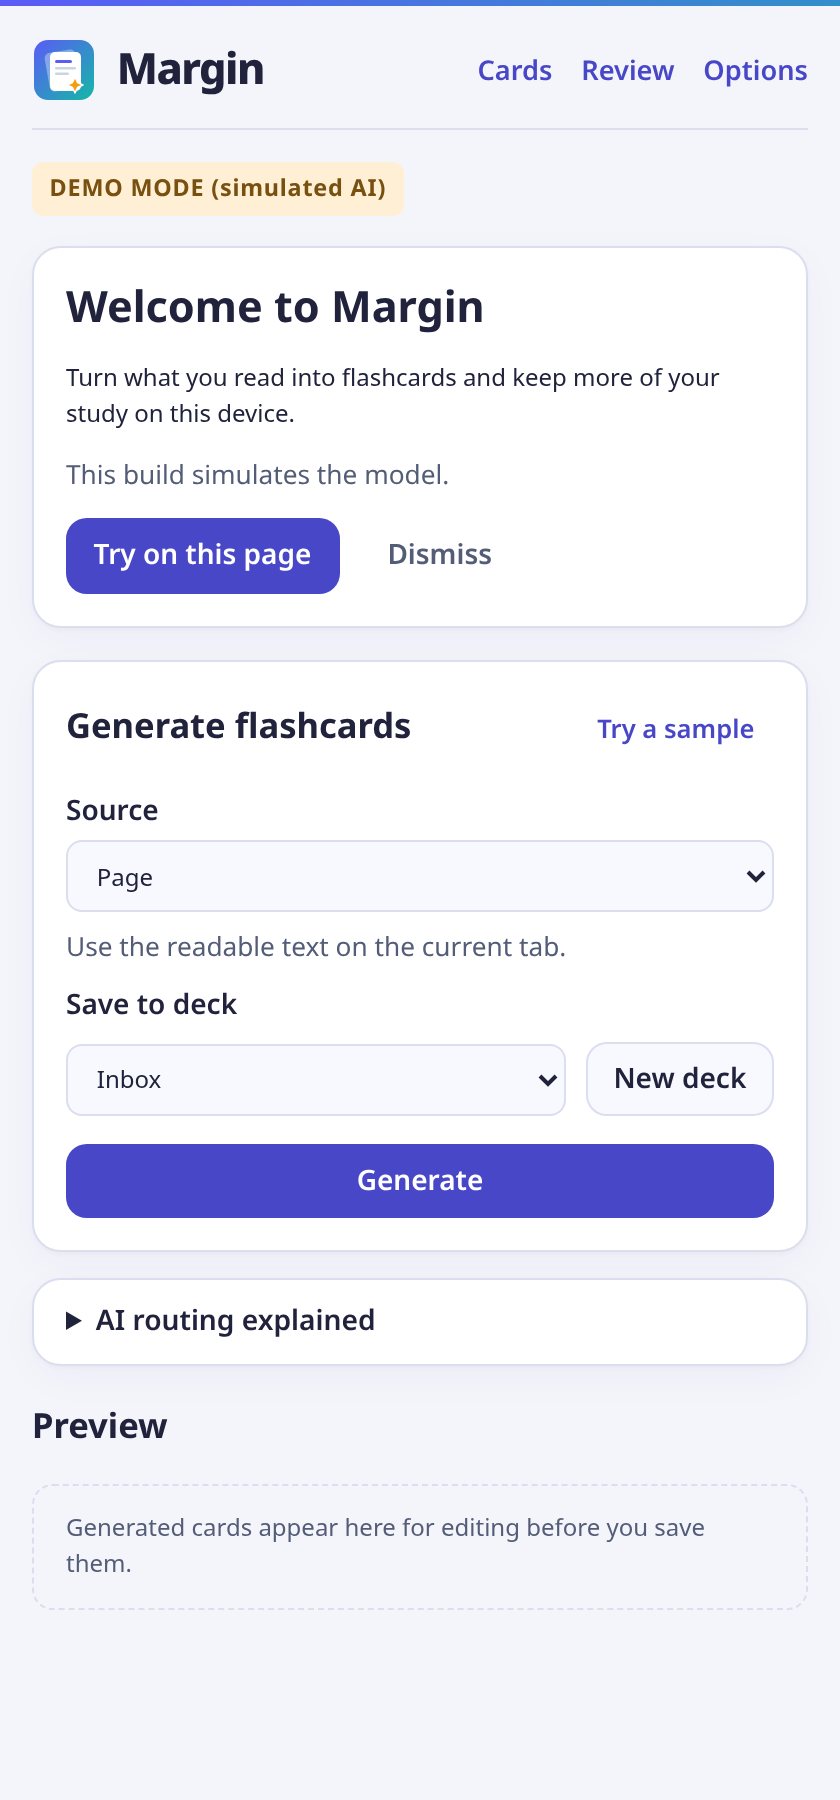 Margin
Cards Review Options
DEMO MODE (simulated AI)
Welcome to Margin
Turn what you read into flashcards and keep more of your
study on this device.
This build simulates the model.
Try on this page Dismiss
Generate flashcards Try a sample
Source
Page
Use the readable text on the current tab.
Save to deck
Inbox New deck
Generate
AI routing explained
Preview
Generated cards appear here for editing before you save
them.